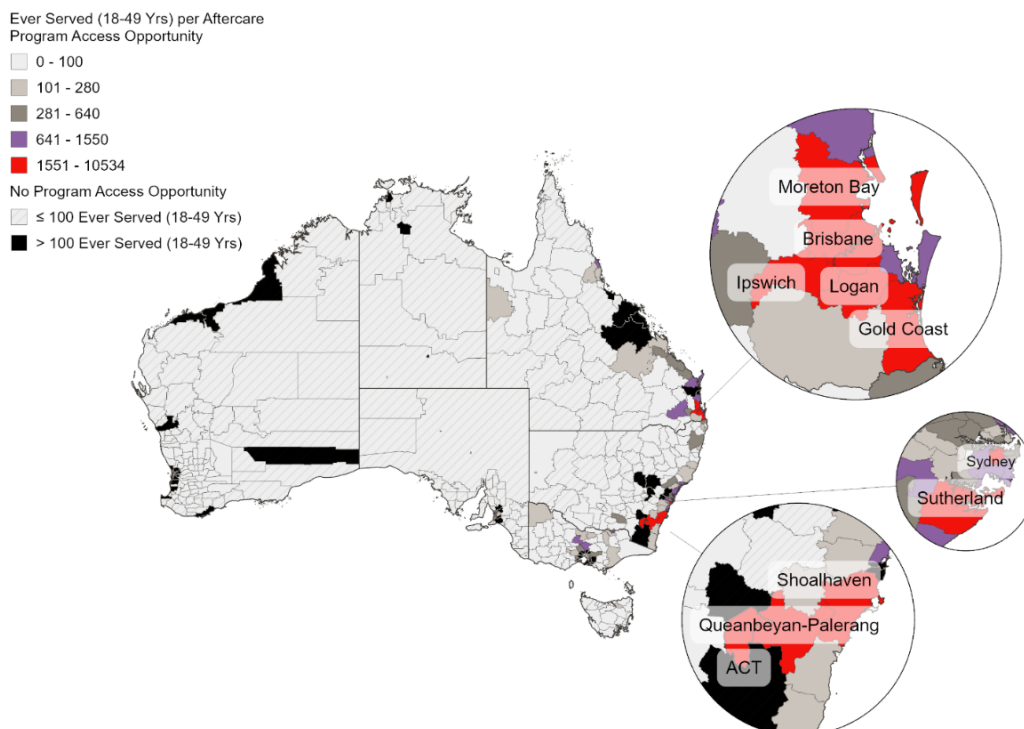 Ever Served (18-49 Yrs) per Aftercare
Program Access Opportunity
0 - 100
101 - 280
281 - 640
641 - 1550
1551 - 10534
No Program Access Opportunity
≤ 100 Ever Served (18-49 Yrs)
> 100 Ever Served (18-49 Yrs)
Moreton Bay
Brisbane
Ipswich
Logan
Gold Coast
Sydney
Sutherland
Shoalhaven
Queanbeyan-Palerang
ACT